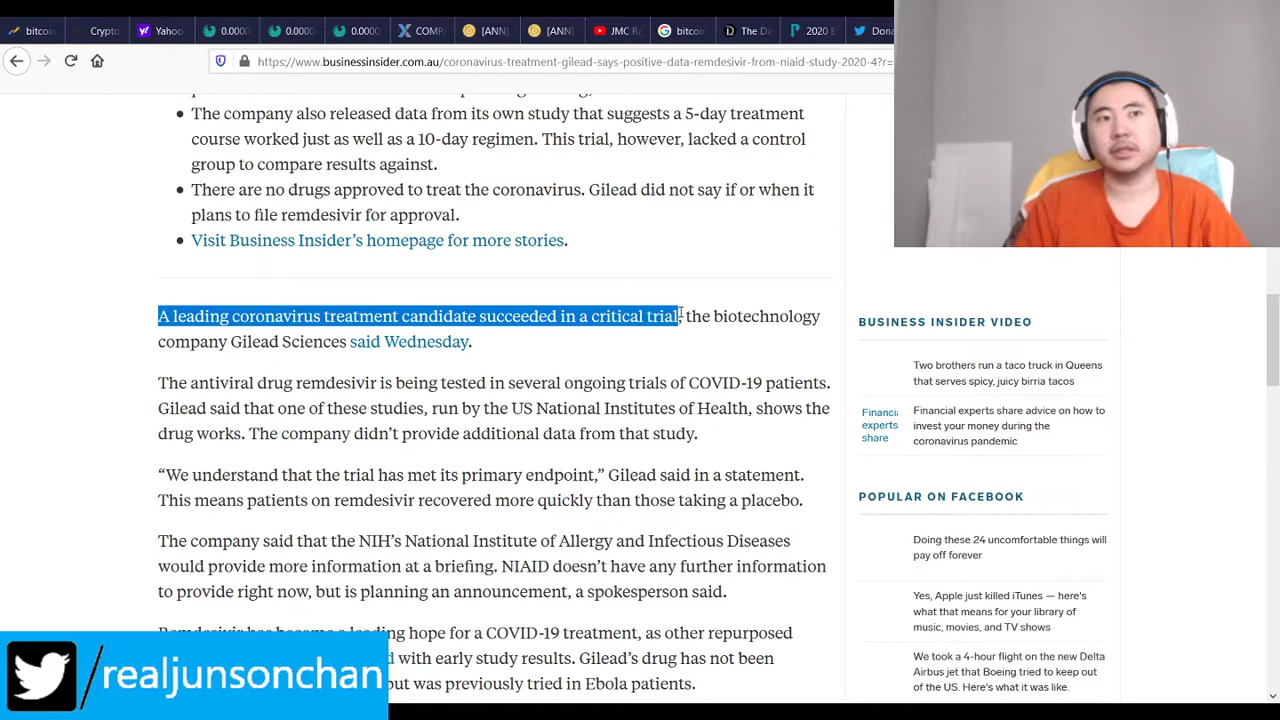 bitcoin
Crypto
Yahoo
0.0000
0.0000
0.0000
COMP
[ANN]
[ANN]
JMC Ra
bitcoin
The Da
2020 E
Dona
https://www.businessinsider.com.au/coronavirus-treatment-gilead-says-positive-data-remdesivir-from-niaid-study-2020-4?r=
The company also released data from its own study that suggests a 5-day treatment
course worked just as well as a 10-day regimen. This trial, however, lacked a control
group to compare results against.
There are no drugs approved to treat the coronavirus. Gilead did not say if or when it
plans to file remdesivir for approval.
Visit Business Insider’s homepage for more stories.
A leading coronavirus treatment candidate succeeded in a critical trial, the biotechnology
company Gilead Sciences said Wednesday.
The antiviral drug remdesivir is being tested in several ongoing trials of COVID-19 patients.
Gilead said that one of these studies, run by the US National Institutes of Health, shows the
drug works. The company didn’t provide additional data from that study.
“We understand that the trial has met its primary endpoint,” Gilead said in a statement.
This means patients on remdesivir recovered more quickly than those taking a placebo.
The company said that the NIH’s National Institute of Allergy and Infectious Diseases
would provide more information at a briefing. NIAID doesn’t have any further information
to provide right now, but is planning an announcement, a spokesperson said.
Remdesivir has become a leading hope for a COVID-19 treatment, as other repurposed
d with early study results. Gilead’s drug has not been
but was previously tried in Ebola patients.
BUSINESS INSIDER VIDEO
Two brothers run a taco truck in Queens
that serves spicy, juicy birria tacos
Financi
experts
share
Financial experts share advice on how to
invest your money during the
coronavirus pandemic
POPULAR ON FACEBOOK
Doing these 24 uncomfortable things will
pay off forever
Yes, Apple just killed iTunes — here's
what that means for your library of
music, movies, and TV shows
We took a 4-hour flight on the new Delta
Airbus jet that Boeing tried to keep out
of the US. Here's what it was like.
realjunsonchan